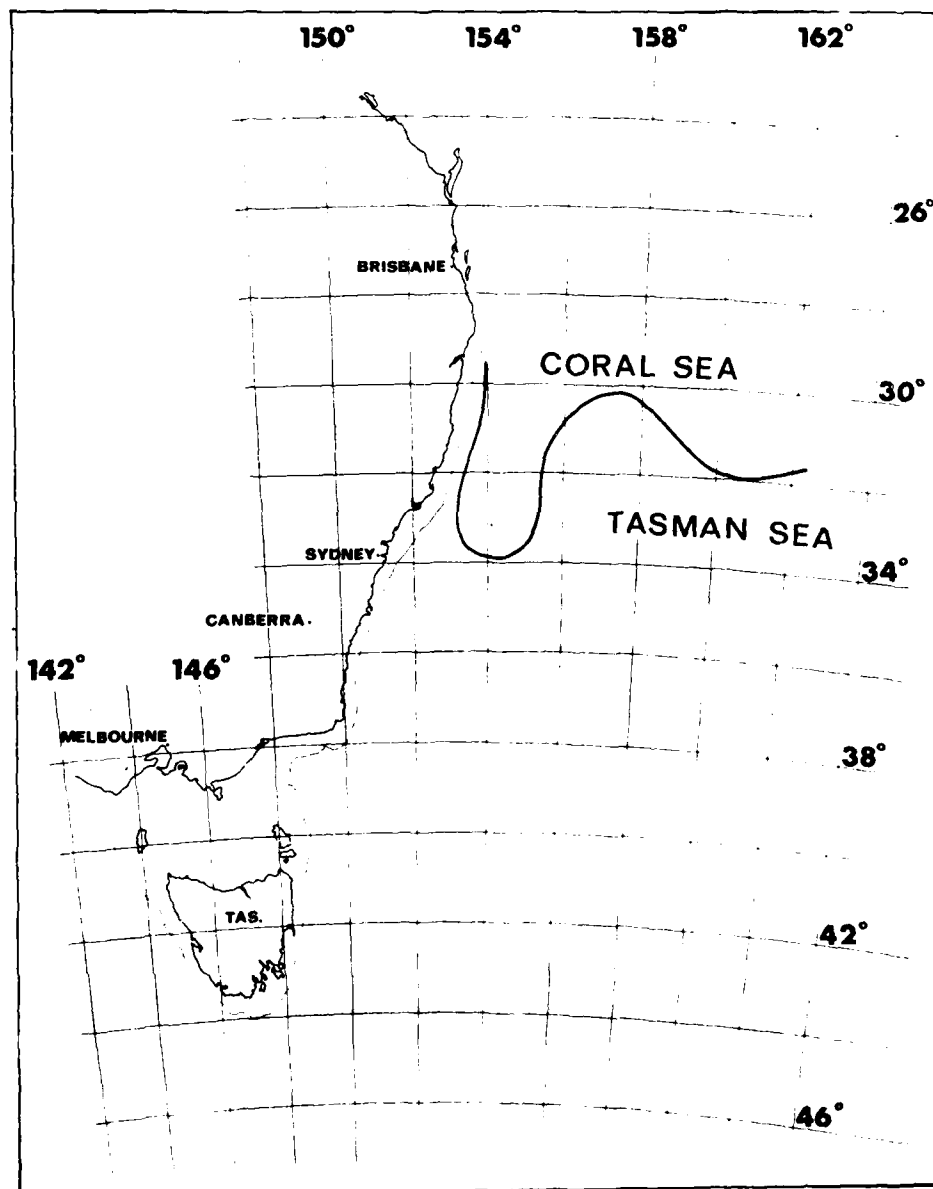 150° 154° 158° 162°
26°
BRISBANE
CORAL SEA
30°
TASMAN SEA
SYDNEY
34°
CANBERRA.
142° 146°
MELBOURNE
38°
TAS.
42°
46°